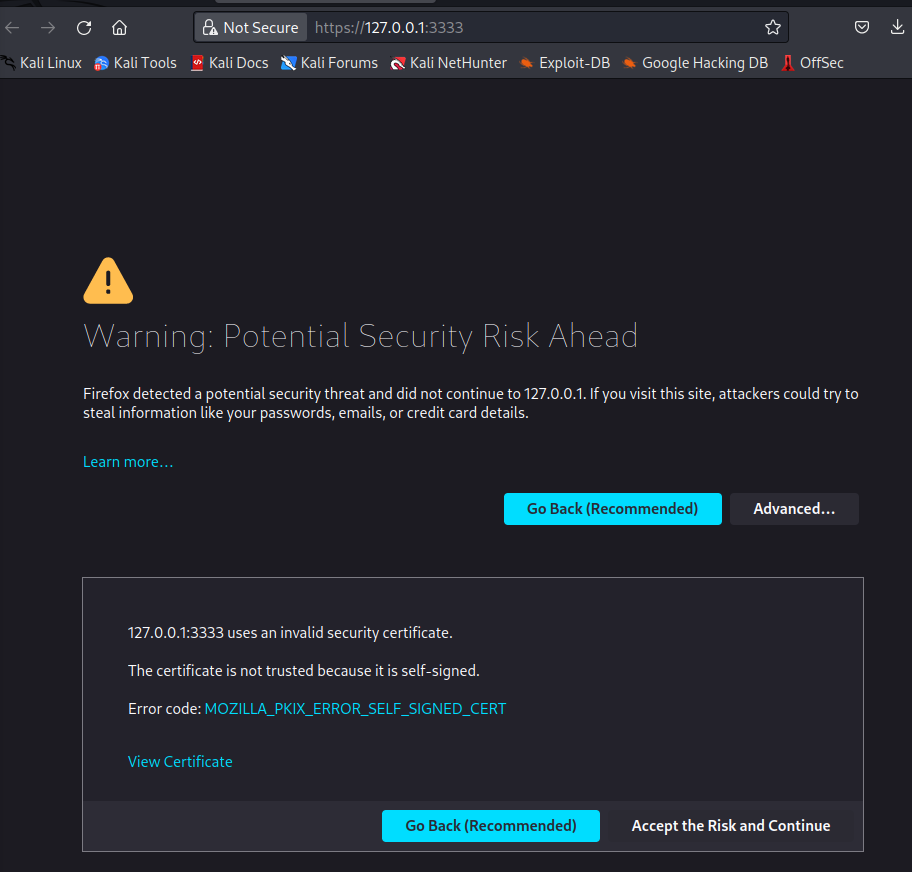 Not Secure https://127.0.0.1:3333
Kali Linux Kali Tools Kali Docs Kali Forums Kali NetHunter Exploit-DB Google Hacking DB OffSec
Warning: Potential Security Risk Ahead
Firefox detected a potential security threat and did not continue to 127.0.0.1. If you visit this site, attackers could try to
steal information like your passwords, emails, or credit card details.
Learn more…
Go Back (Recommended) Advanced…
127.0.0.1:3333 uses an invalid security certificate.
The certificate is not trusted because it is self-signed.
Error code: MOZILLA_PKIX_ERROR_SELF_SIGNED_CERT
View Certificate
Go Back (Recommended) Accept the Risk and Continue